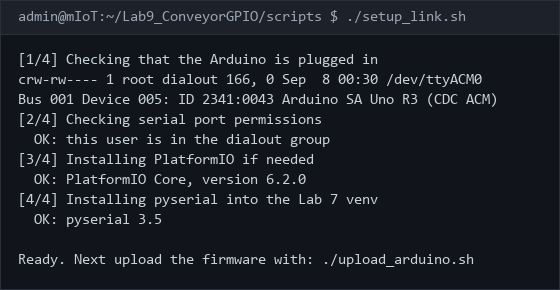 admin@mIoT:~/Lab9_ConveyorGPIO/scripts $ ./setup_link.sh
[1/4] Checking that the Arduino is plugged in
crw-rw---- 1 root dialout 166, 0 Sep  8 00:30 /dev/ttyACM0
Bus 001 Device 005: ID 2341:0043 Arduino SA Uno R3 (CDC ACM)
[2/4] Checking serial port permissions
  OK: this user is in the dialout group
[3/4] Installing PlatformIO if needed
  OK: PlatformIO Core, version 6.2.0
[4/4] Installing pyserial into the Lab 7 venv
  OK: pyserial 3.5
Ready. Next upload the firmware with: ./upload_arduino.sh